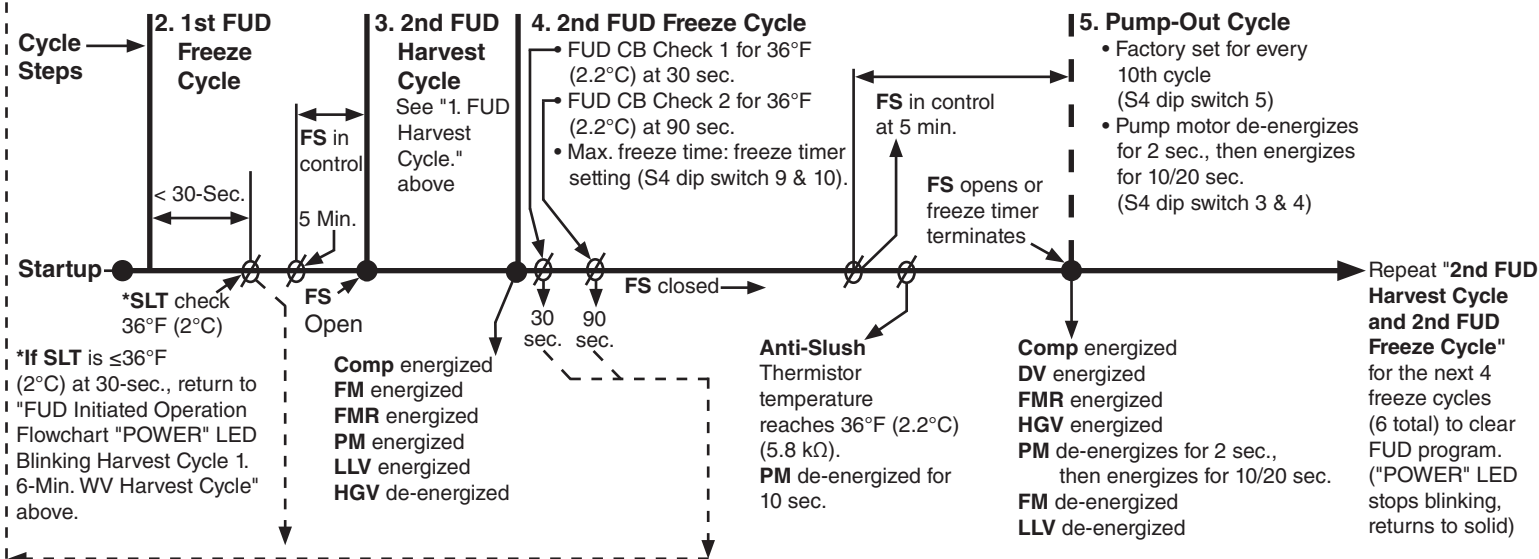 Cycle
Steps
2. 1st FUD
Freeze
Cycle
3. 2nd FUD
Harvest
Cycle
See "1. FUD
Harvest
Cycle."
above
4. 2nd FUD Freeze Cycle
• FUD CB Check 1 for 36°F
(2.2°C) at 30 sec.
• FUD CB Check 2 for 36°F
(2.2°C) at 90 sec.
• Max. freeze time: freeze timer
setting (S4 dip switch 9 & 10).
5. Pump-Out Cycle
• Factory set for every
10th cycle
(S4 dip switch 5)
• Pump motor de-energizes
for 2 sec., then energizes
for 10/20 sec.
(S4 dip switch 3 & 4)
< 30-Sec.
FS in
control
5 Min.
FS in control
at 5 min.
FS opens or
freeze timer
terminates
Startup
*SLT check
36°F (2°C)
FS
Open
30
sec.
90
sec.
FS closed
*If SLT is ≤36°F
(2°C) at 30-sec., return to
"FUD Initiated Operation
Flowchart "POWER" LED
Blinking Harvest Cycle 1.
6-Min. WV Harvest Cycle"
above.
Comp energized
FM energized
FMR energized
PM energized
LLV energized
HGV de-energized
Anti-Slush
Thermistor
temperature
reaches 36°F (2.2°C)
(5.8 kΩ).
PM de-energized for
10 sec.
Comp energized
DV energized
FMR energized
HGV energized
PM de-energizes for 2 sec.,
then energizes for 10/20 sec.
FM de-energized
LLV de-energized
Repeat "2nd FUD
Harvest Cycle
and 2nd FUD
Freeze Cycle"
for the next 4
freeze cycles
(6 total) to clear
FUD program.
("POWER" LED
stops blinking,
returns to solid)